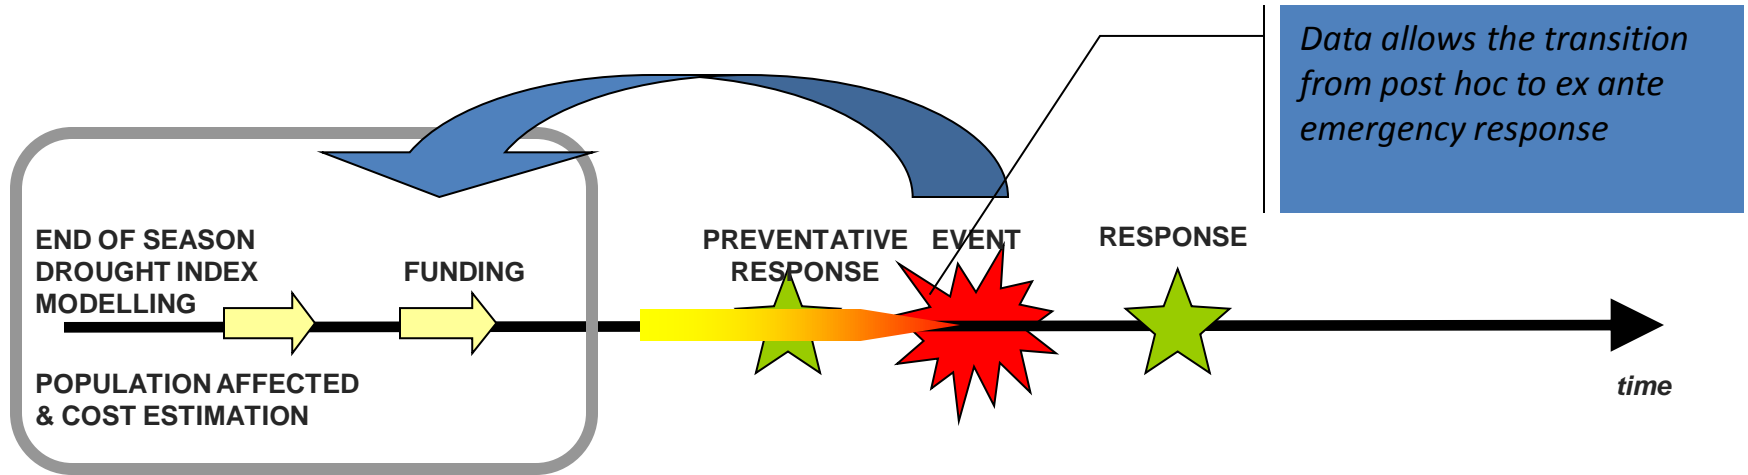 Data allows the transition
from post hoc to ex ante
emergency response
END OF SEASON
DROUGHT INDEX
MODELLING
FUNDING
PREVENTATIVE
RESPONSE
EVENT
RESPONSE
POPULATION AFFECTED
& COST ESTIMATION
time